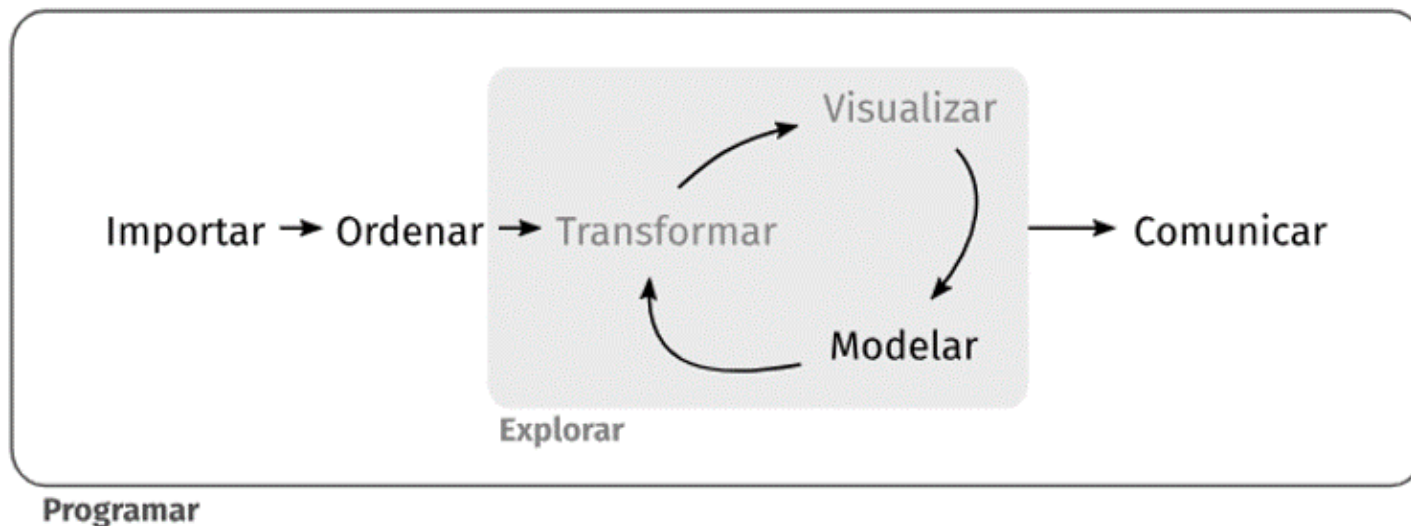 Visualizar
Importar → Ordenar → Transformar → Comunicar
Modelar
Explorar
Programar